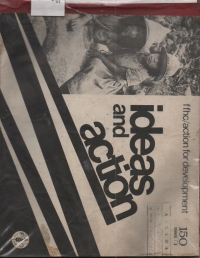 ideas
and
action
ffhc/action for development
150